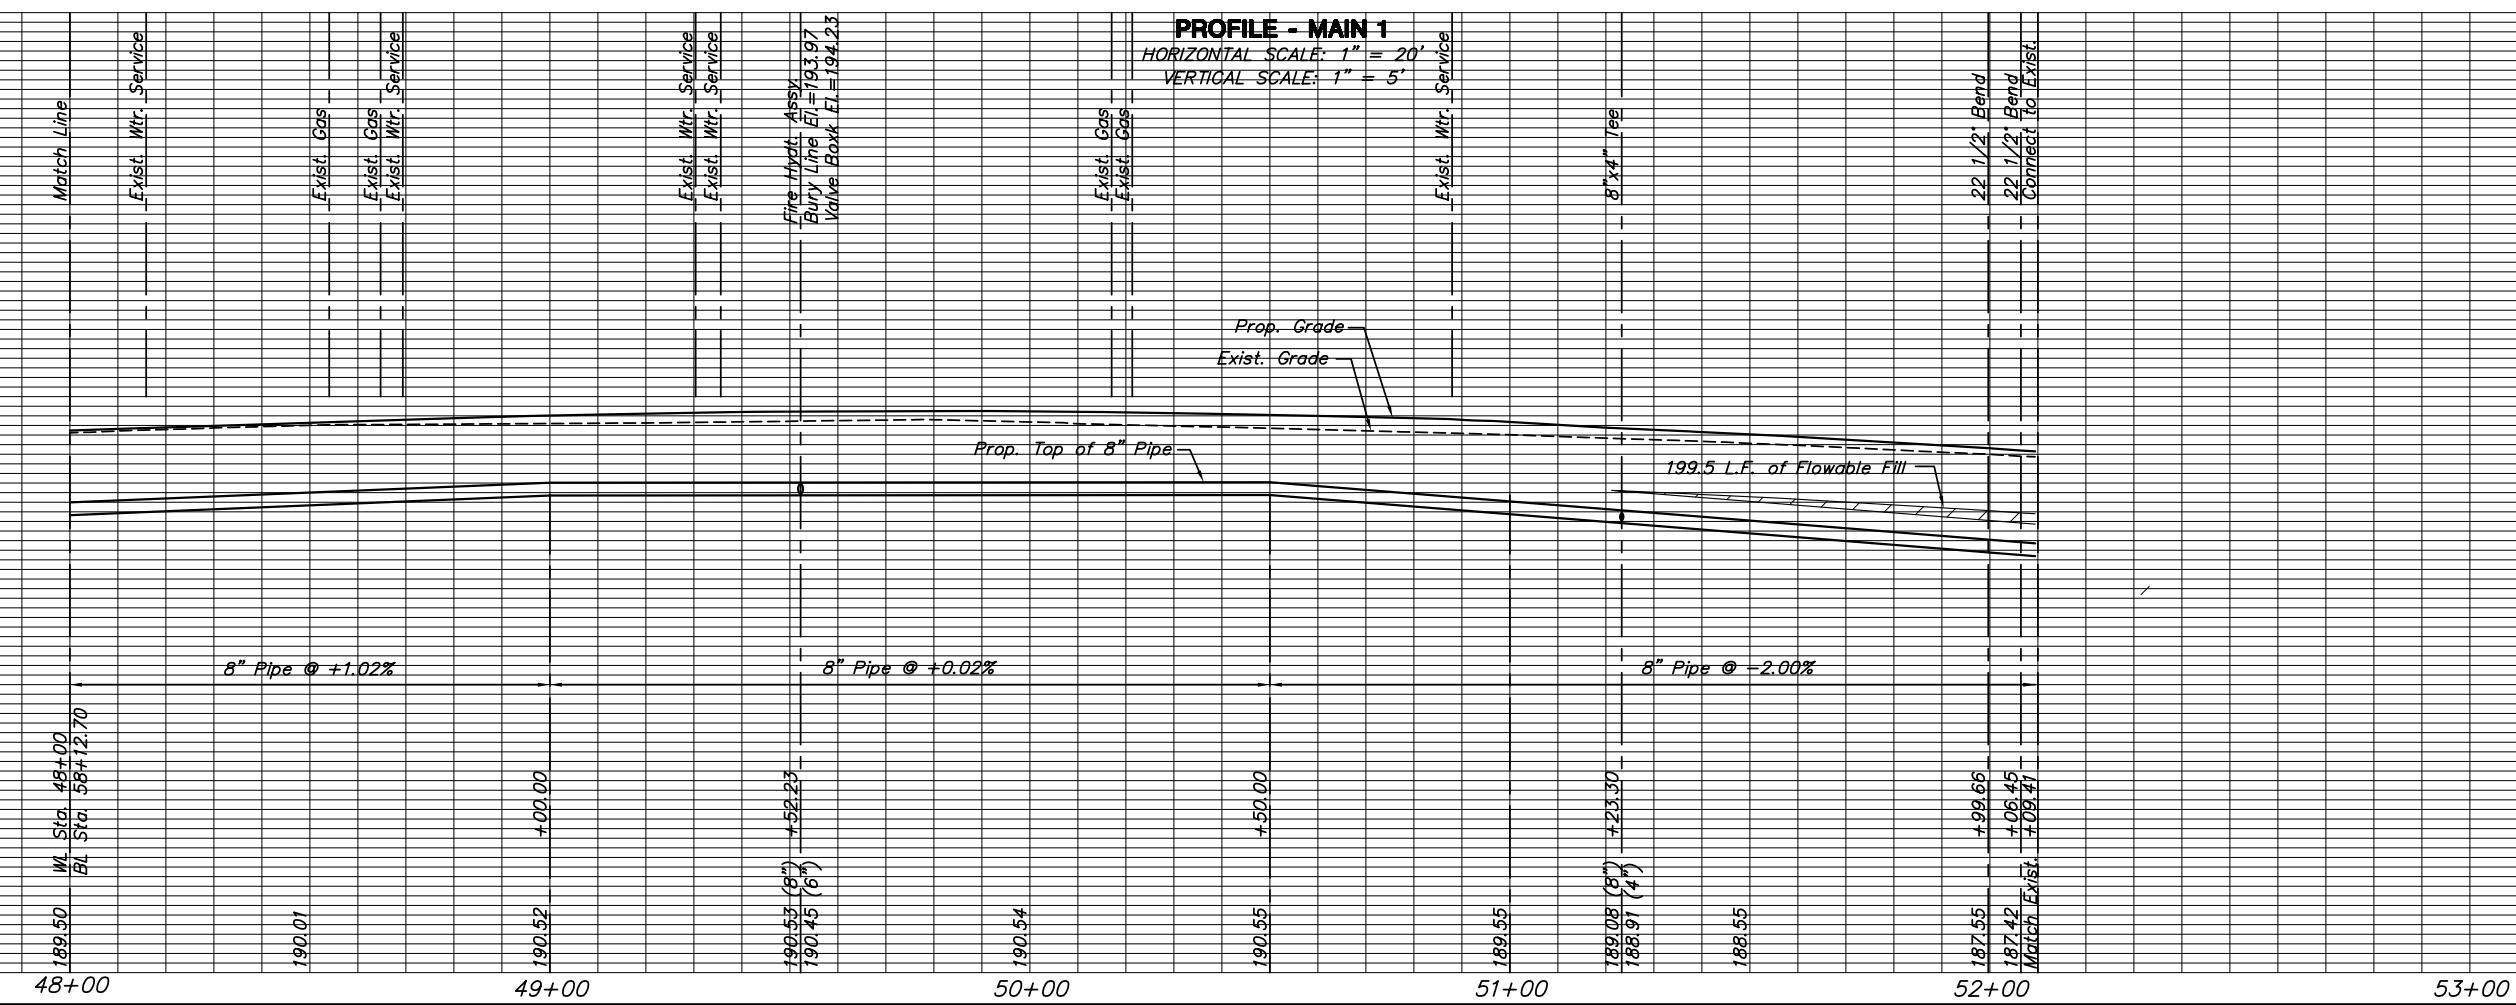 PROFILE - MAIN 1
HORIZONTAL SCALE: 1" = 20'
VERTICAL SCALE: 1" = 5'
Match Line
Exist. Wtr. Service
Exist. Gas
Exist. Gas
Exist. Wtr. Service
Exist. Wtr. Service
Exist. Wtr. Service
Fire Hydt. Assy.
Bury Line El.=193.97
Valve Boxk El.=194.23
Exist. Gas
Exist. Gas
Exist. Wtr. Service
8"x4" Tee
22 1/2° Bend
22 1/2° Bend
Connect to Exist.
Prop. Grade
Exist. Grade
Prop. Top of 8" Pipe
199.5 L.F. of Flowable Fill
8" Pipe @ +1.02%
8" Pipe @ +0.02%
8" Pipe @ -2.00%
WL Sta. 48+00
BL Sta. 58+12.70
+00.00
+52.23
+50.00
+23.30
+99.66
+06.45
Match Exist. +09.41
189.50
190.01
190.52
190.53 (8")
190.45 (6")
190.54
190.55
189.55
189.08 (8")
188.91 (4")
188.55
187.55
187.42
48+00
49+00
50+00
51+00
52+00
53+00